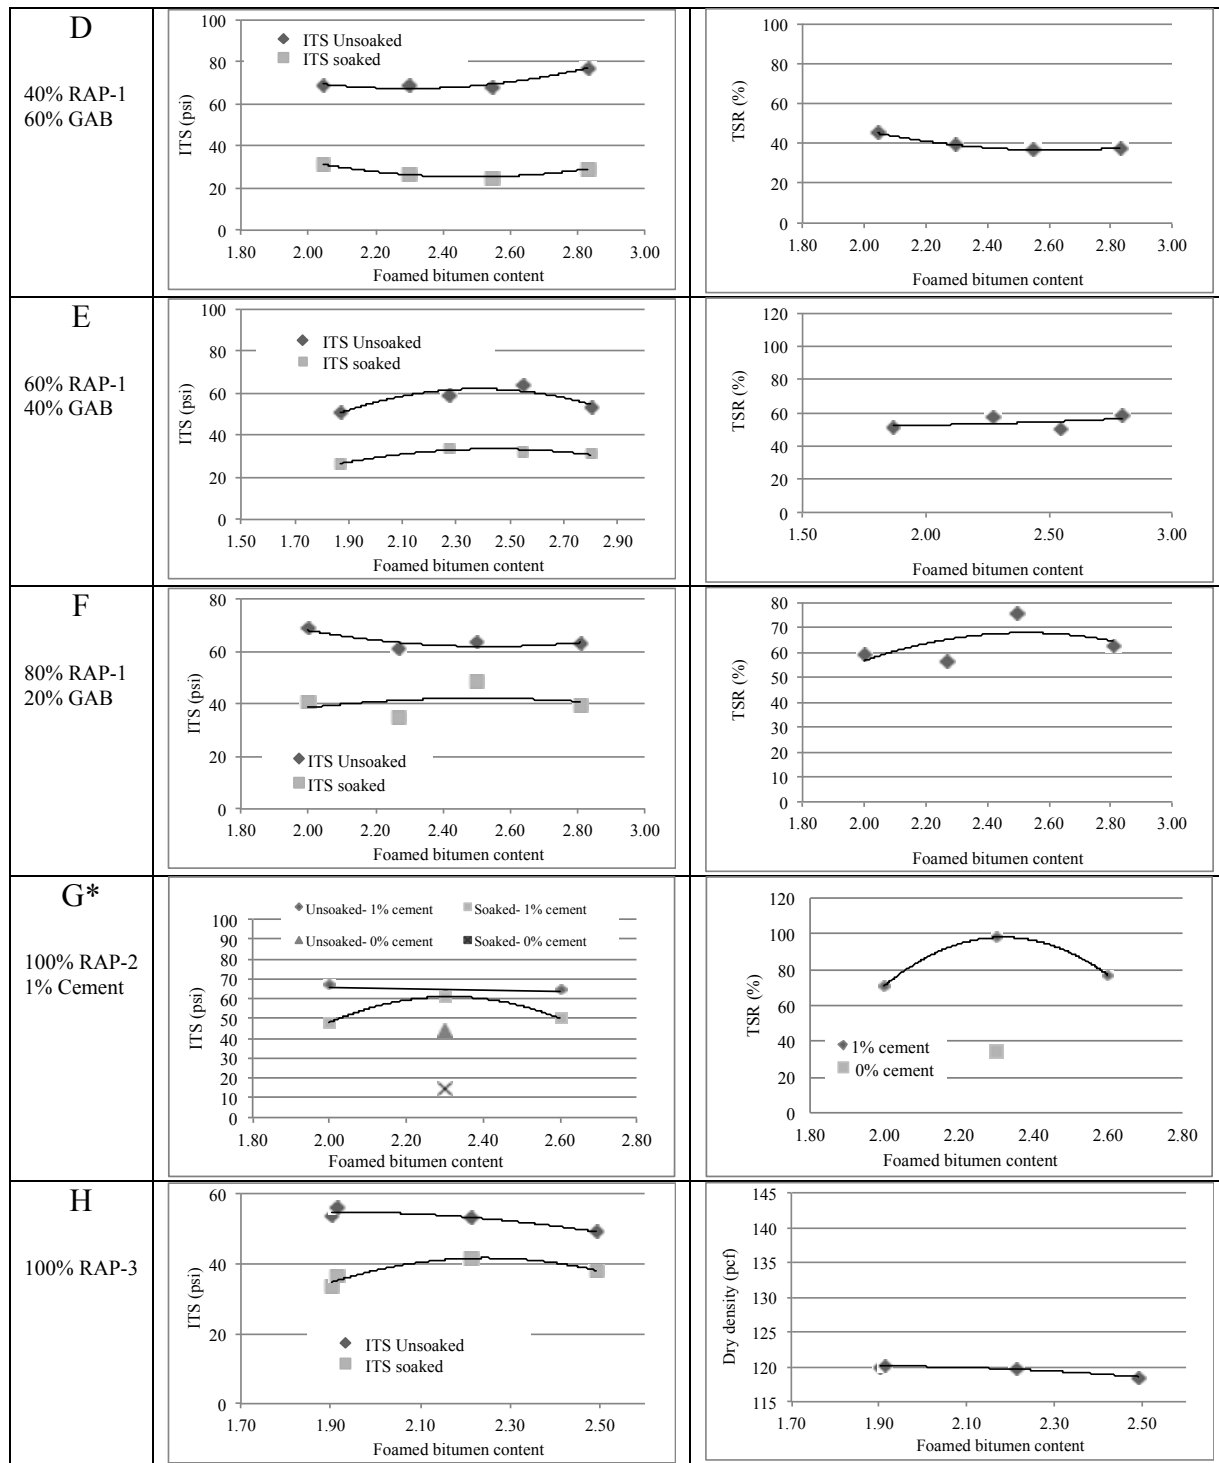 D
40% RAP-1
60% GAB
100
80
60
40
20
0
ITS (psi)
ITS Unsoaked
ITS soaked
1.80 2.00 2.20 2.40 2.60 2.80 3.00
Foamed bitumen content
100
80
60
40
20
0
TSR (%)
1.80 2.00 2.20 2.40 2.60 2.80 3.00
Foamed bitumen content
E
60% RAP-1
40% GAB
100
80
60
40
20
0
ITS (psi)
ITS Unsoaked
ITS soaked
1.50 1.70 1.90 2.10 2.30 2.50 2.70 2.90
Foamed bitumen content
120
100
80
60
40
20
0
TSR (%)
1.50 2.00 2.50 3.00
Foamed bitumen content
F
80% RAP-1
20% GAB
80
60
40
20
0
ITS (psi)
ITS Unsoaked
ITS soaked
1.80 2.00 2.20 2.40 2.60 2.80 3.00
Foamed bitumen content
80
70
60
50
40
30
20
10
0
TSR (%)
1.80 2.00 2.20 2.40 2.60 2.80 3.00
Foamed bitumen content
G*
100% RAP-2
1% Cement
Unsoaked- 1% cement Soaked- 1% cement
Unsoaked- 0% cement Soaked- 0% cement
100
90
80
70
60
50
40
30
20
10
0
ITS (psi)
1.80 2.00 2.20 2.40 2.60 2.80
Foamed bitumen content
120
100
80
60
40
20
0
TSR (%)
1% cement
0% cement
1.80 2.00 2.20 2.40 2.60 2.80
Foamed bitumen content
H
100% RAP-3
60
40
20
0
ITS (psi)
ITS Unsoaked
ITS soaked
1.70 1.90 2.10 2.30 2.50
Foamed bitumen content
145
140
135
130
125
120
115
Dry density (pcf)
1.70 1.90 2.10 2.30 2.50
Foamed bitumen content